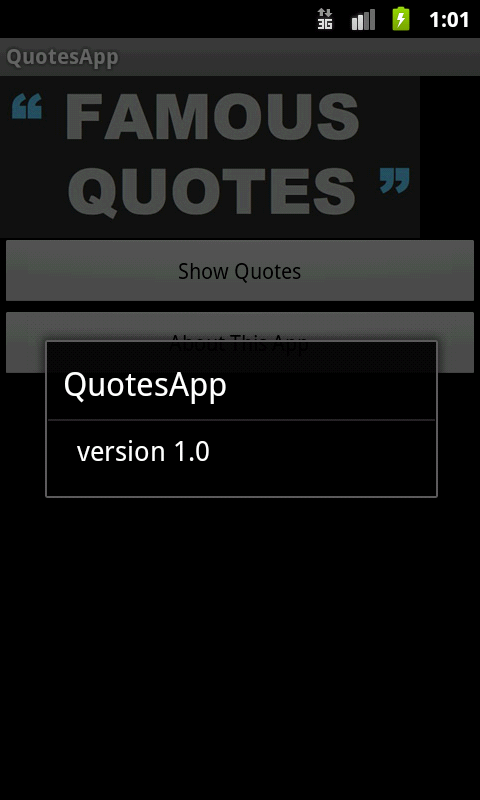 3G 1:01
QuotesApp
“ FAMOUS
QUOTES ”
Show Quotes
About This App
QuotesApp
version 1.0